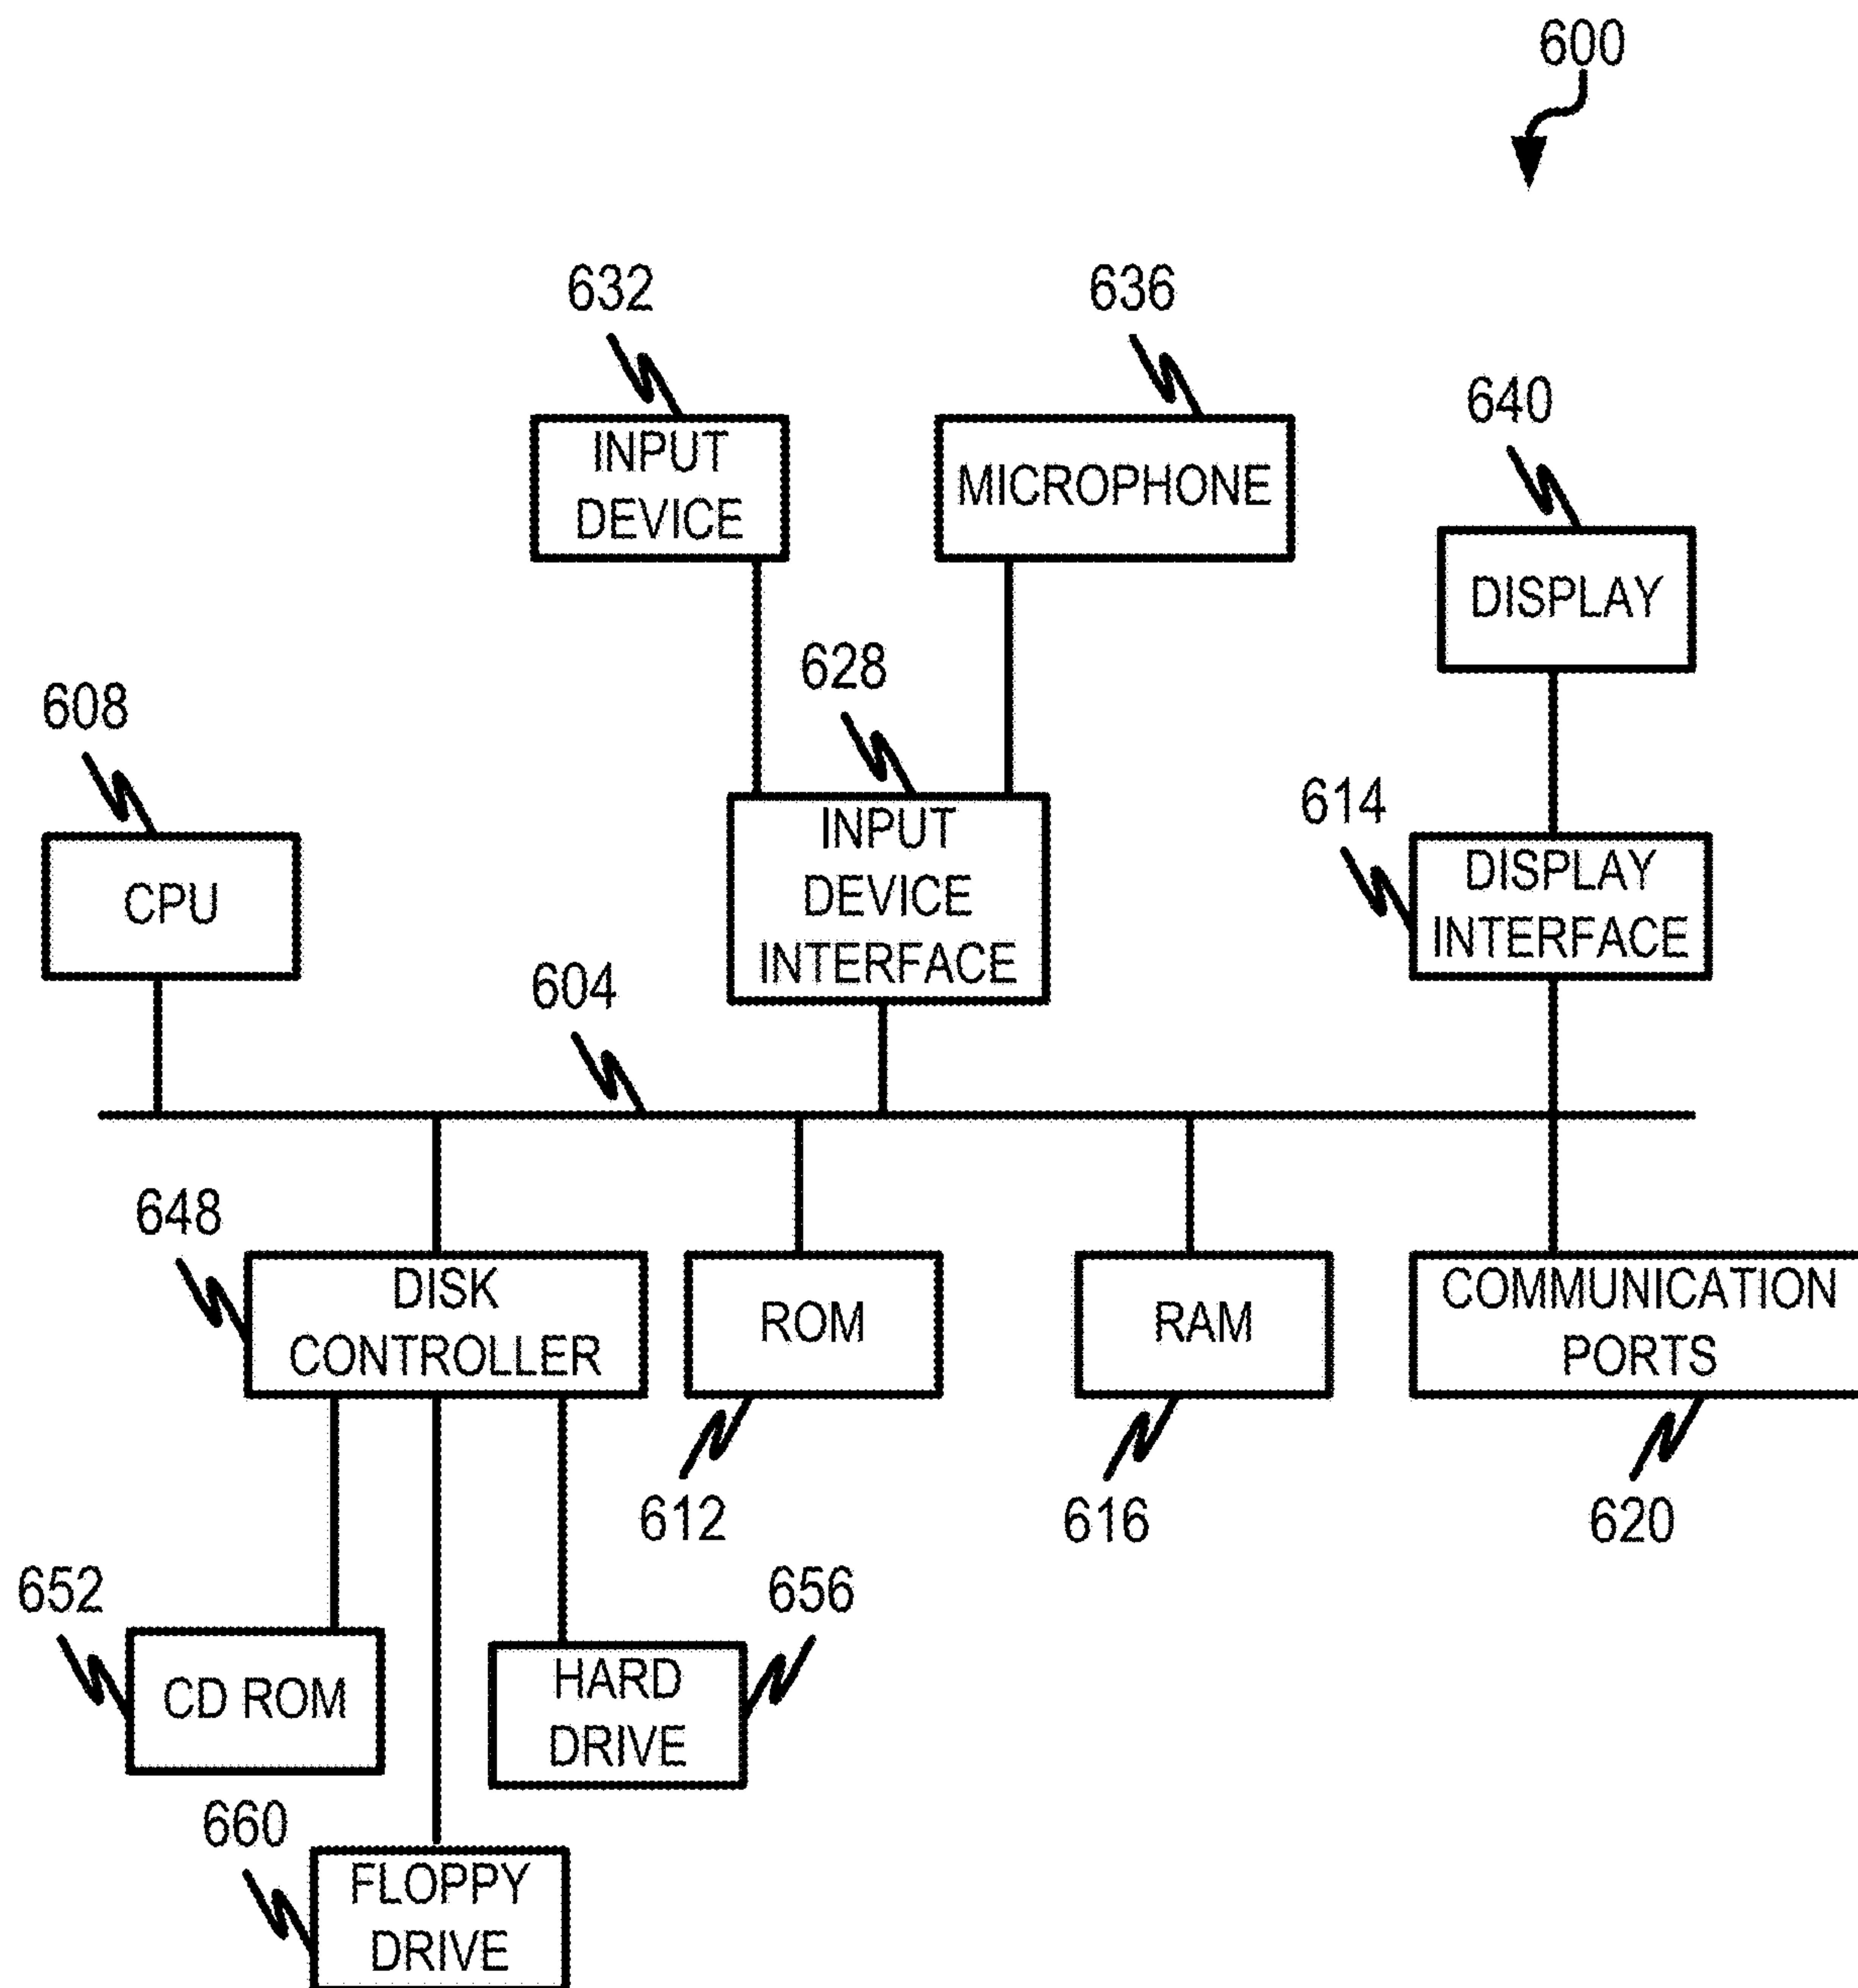 600
632
636
640
INPUT
DEVICE
MICROPHONE
DISPLAY
628
608
614
INPUT
DEVICE
INTERFACE
DISPLAY
INTERFACE
CPU
604
648
DISK
CONTROLLER
ROM
RAM
COMMUNICATION
PORTS
612
616
620
652
656
CD ROM
HARD
DRIVE
660
FLOPPY
DRIVE